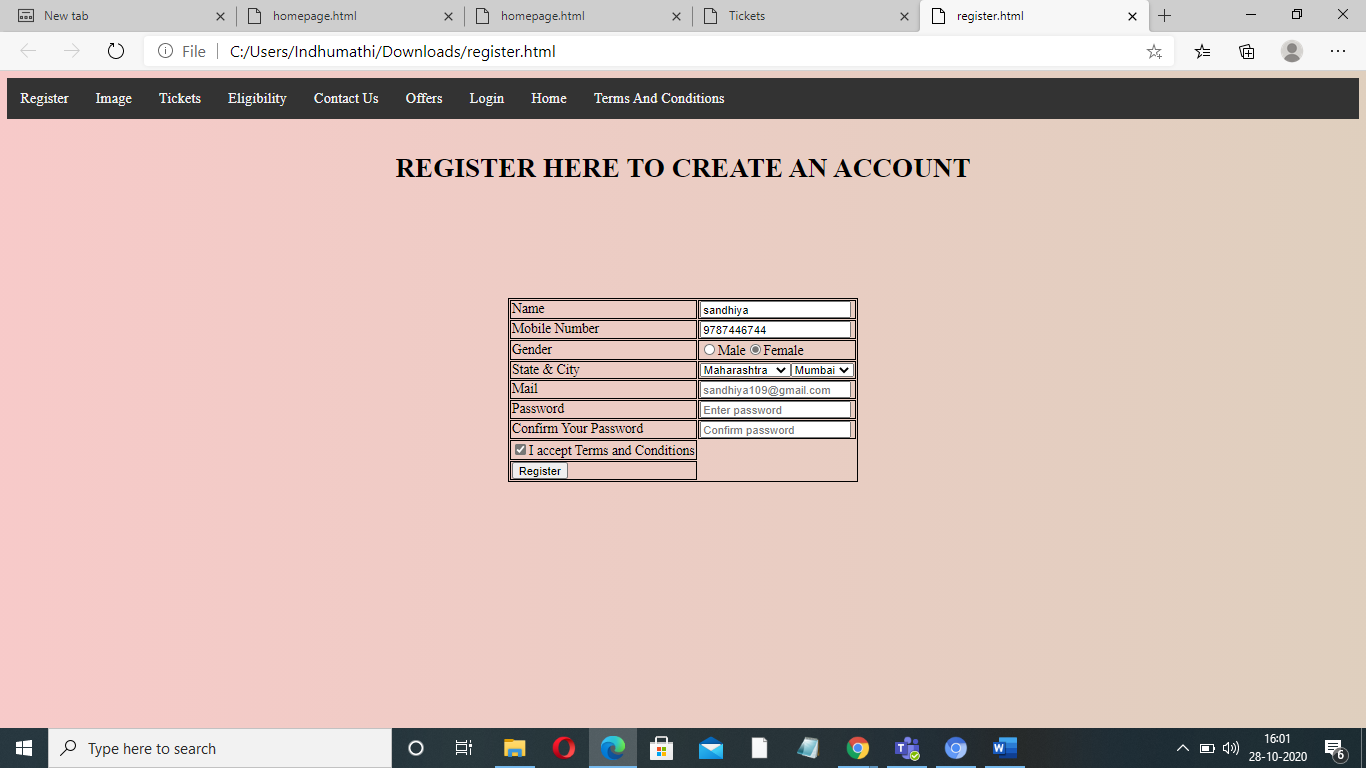 New tab
homepage.html
homepage.html
Tickets
register.html
File
C:/Users/Indhumathi/Downloads/register.html
Register Image Tickets Eligibility Contact Us Offers Login Home Terms And Conditions
REGISTER HERE TO CREATE AN ACCOUNT
Name sandhiya
Mobile Number 9787446744
Gender Male Female
State & City Maharashtra Mumbai
Mail sandhiya109@gmail.com
Password Enter password
Confirm Your Password Confirm password
I accept Terms and Conditions
Register
Type here to search
16:01
28-10-2020
6